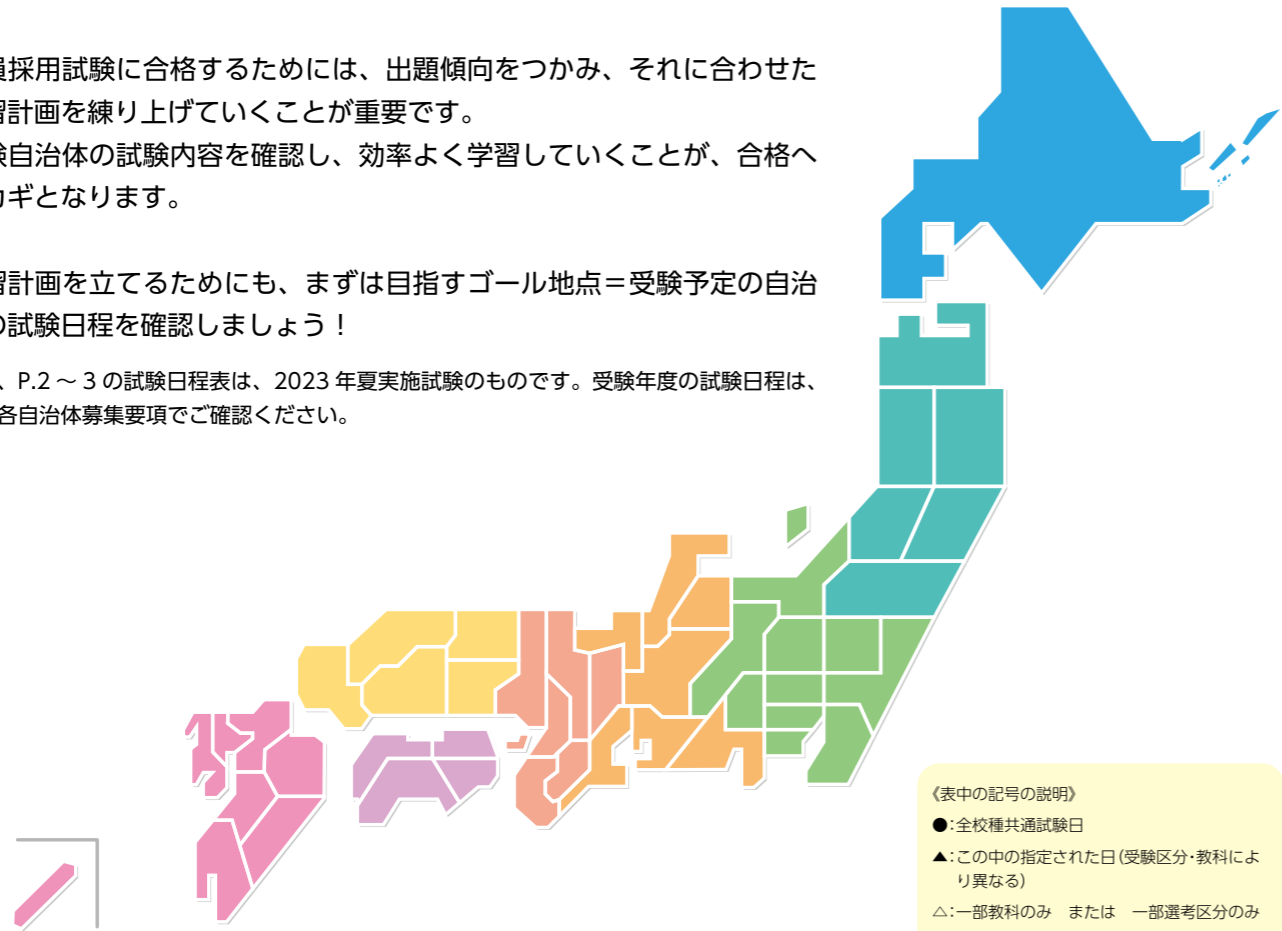 採用試験に合格するためには、出題傾向をつかみ、それに合わせた
計画を練り上げていくことが重要です。
自治体の試験内容を確認し、効率よく学習していくことが、合格へ
カギとなります。
計画を立てるためにも、まずは目指すゴール地点=受験予定の自治
の試験日程を確認しましょう!
、P.2 ~ 3 の試験日程表は、2023 年夏実施試験のものです。受験年度の試験日程は、
各自治体募集要項でご確認ください。
《表中の記号の説明》
●:全校種共通試験日
▲:この中の指定された日(受験区分・教科によ
り異なる)
△:一部教科のみ または 一部選考区分のみ